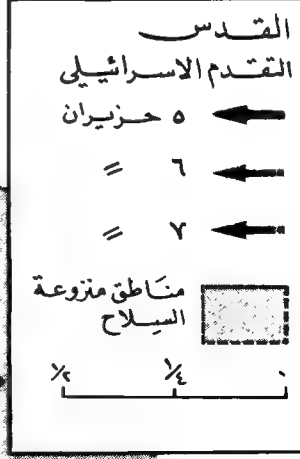 القدس
التقدم الاسرائيلي
٥ حزيران
٦ 〃
٧ 〃
مناطق منزوعة
السلاح
٠ ¼ ½